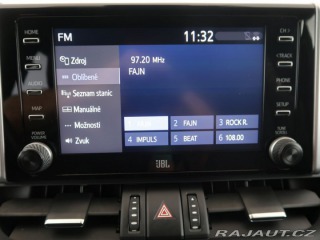 FM
11:32
HOME
MENU
AUDIO
MAP
POWER
VOLUME
Zdroj
Oblíbené
Seznam stanic
Manuálně
Možnosti
Zvuk
97.20 MHz
FAJN
2 FAJN 3 ROCK R.
4 IMPULS 5 BEAT 6 108.00
CH >
<TRACK
PHONE
SETUP
TUNE
SCROLL
JBL
RAJAUT.CZ